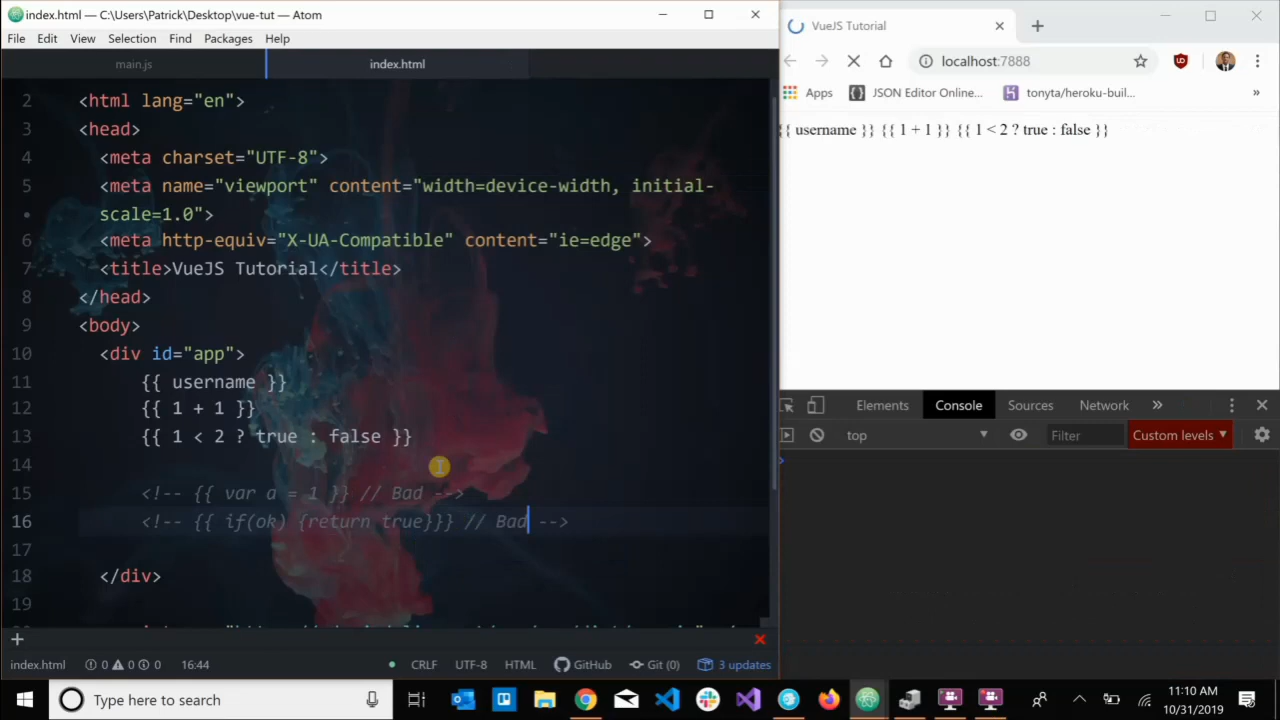 index.html — C:\Users\Patrick\Desktop\vue-tut — Atom
File Edit View Selection Find Packages Help
main.js index.html
2 <html lang="en">
3 <head>
4 <meta charset="UTF-8">
5 <meta name="viewport" content="width=device-width, initial-
• scale=1.0">
6 <meta http-equiv="X-UA-Compatible" content="ie=edge">
7 <title>VueJS Tutorial</title>
8 </head>
9 <body>
10 <div id="app">
11 {{ username }}
12 {{ 1 + 1 }}
13 {{ 1 < 2 ? true : false }}
14
15 <!-- {{ var a = 1 }} // Bad -->
16 <!-- {{ if(ok) {return true}}} // Bad -->
17
18 </div>
19
index.html 0 0 0 16:44 CRLF UTF-8 HTML GitHub Git (0) 3 updates
VueJS Tutorial
localhost:7888
Apps JSON Editor Online... tonyta/heroku-buil... »
{{ username }} {{ 1 + 1 }} {{ 1 < 2 ? true : false }}
Elements Console Sources Network »
top Filter Custom levels
Type here to search
11:10 AM
10/31/2019